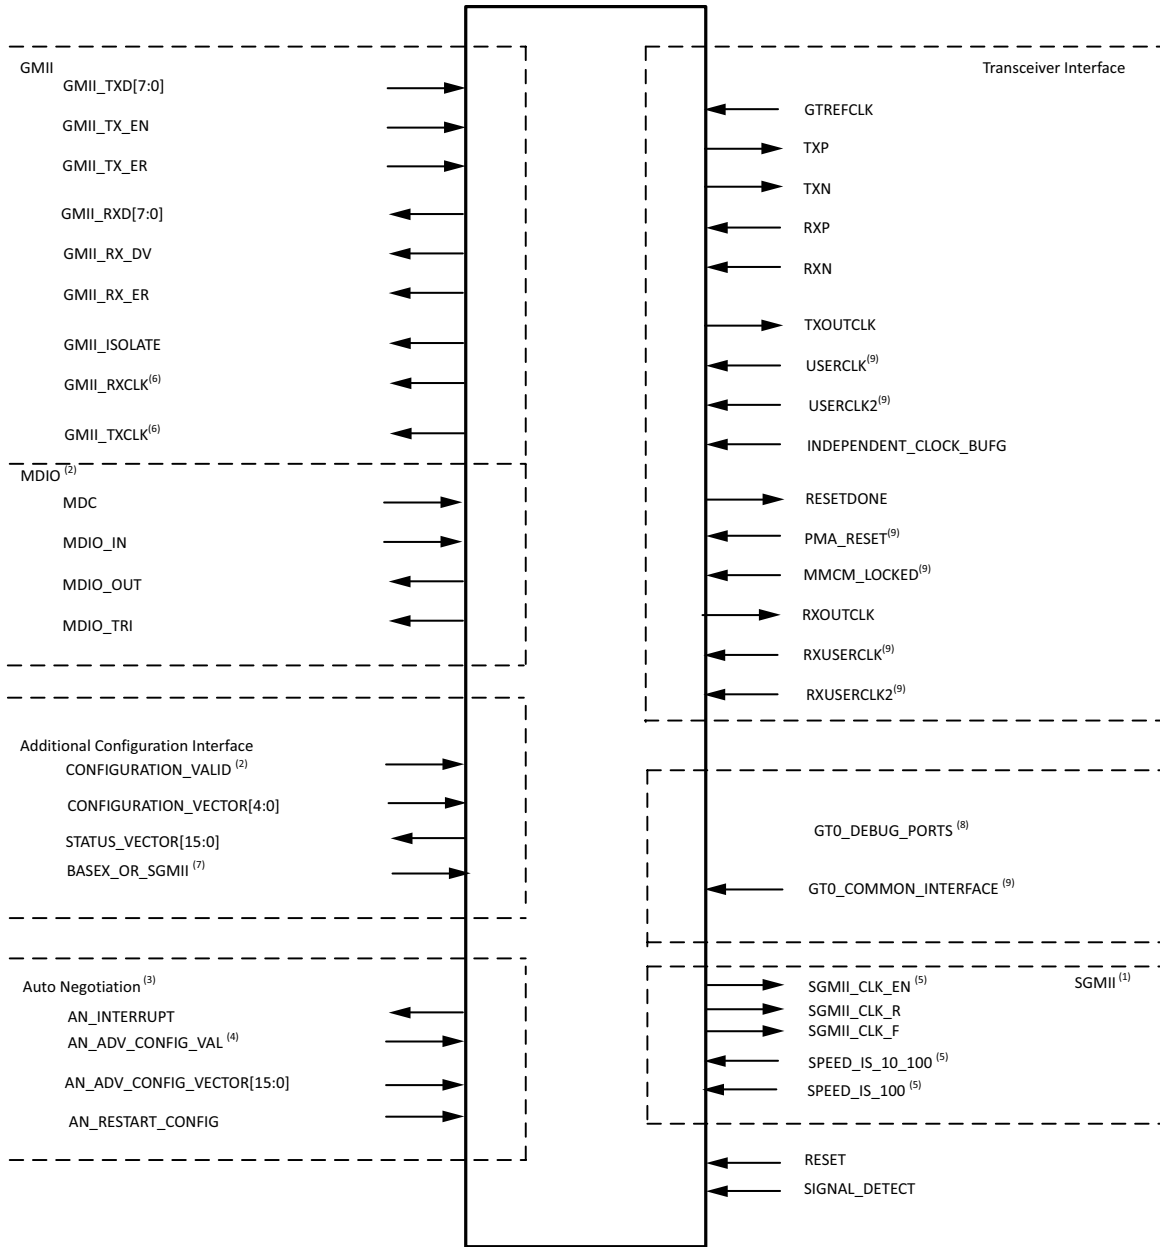 GMII
GMII_TXD[7:0]
GMII_TX_EN
GMII_TX_ER
GMII_RXD[7:0]
GMII_RX_DV
GMII_RX_ER
GMII_ISOLATE
GMII_RXCLK(6)
GMII_TXCLK(6)
MDIO (2)
MDC
MDIO_IN
MDIO_OUT
MDIO_TRI
Additional Configuration Interface
CONFIGURATION_VALID (2)
CONFIGURATION_VECTOR[4:0]
STATUS_VECTOR[15:0]
BASEX_OR_SGMII (7)
Auto Negotiation(3)
AN_INTERRUPT
AN_ADV_CONFIG_VAL (4)
AN_ADV_CONFIG_VECTOR[15:0]
AN_RESTART_CONFIG
Transceiver Interface
GTREFCLK
TXP
TXN
RXP
RXN
TXOUTCLK
USERCLK(9)
USERCLK2(9)
INDEPENDENT_CLOCK_BUFG
RESETDONE
PMA_RESET(9)
MMCM_LOCKED(9)
RXOUTCLK
RXUSERCLK(9)
RXUSERCLK2(9)
GT0_DEBUG_PORTS (8)
GT0_COMMON_INTERFACE (9)
SGMII (1)
SGMII_CLK_EN (5)
SGMII_CLK_R
SGMII_CLK_F
SPEED_IS_10_100 (5)
SPEED_IS_100 (5)
RESET
SIGNAL_DETECT